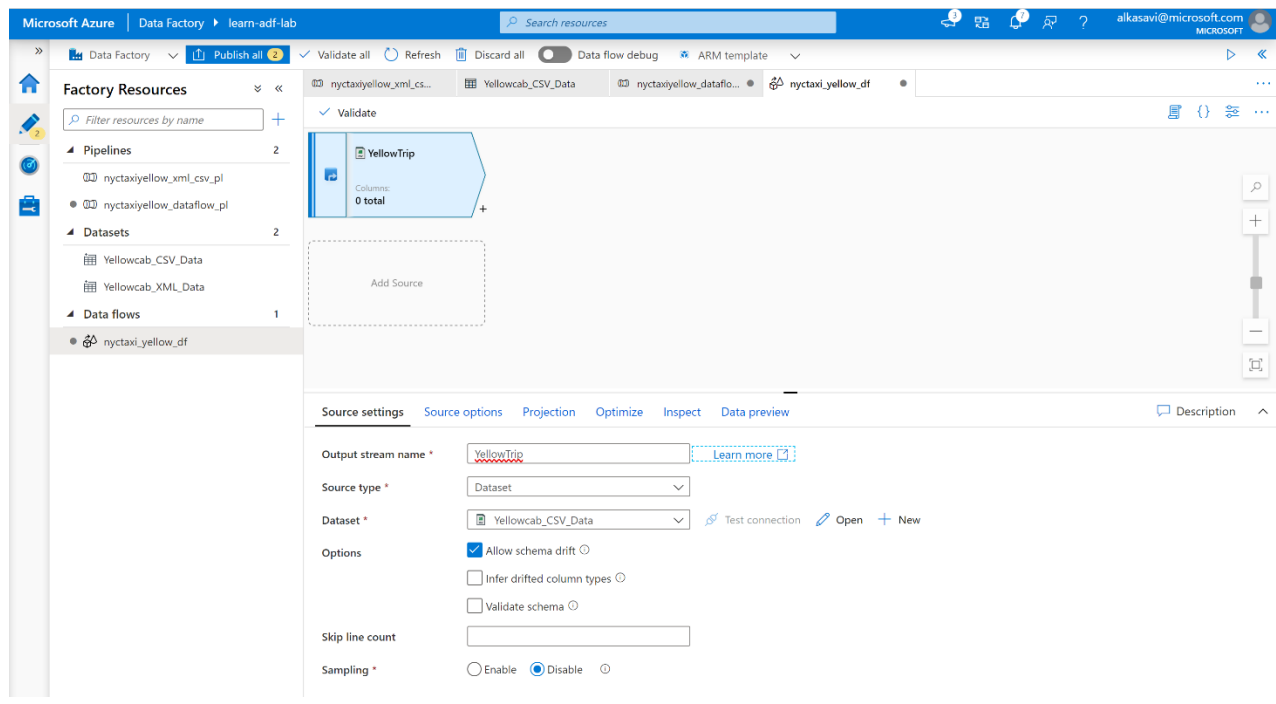 Microsoft Azure Data Factory learn-adf-lab Search resources 3 7 ? alkasavi@microsoft.com
MICROSOFT
» Data Factory Publish all 2 Validate all Refresh Discard all Data flow debug ARM template «
Factory Resources «
nyctaxiyellow_xml_cs... Yellowcab_CSV_Data nyctaxiyellow_dataflo... nyctaxi_yellow_df ...
Filter resources by name +
Validate {} ...
2
Pipelines 2
nyctaxiyellow_xml_csv_pl
nyctaxiyellow_dataflow_pl
Datasets 2
Yellowcab_CSV_Data
Yellowcab_XML_Data
Data flows 1
nyctaxi_yellow_df
YellowTrip
Columns:
0 total
+
Add Source
Source settings Source options Projection Optimize Inspect Data preview Description
Output stream name * YellowTrip Learn more
Source type * Dataset
Dataset * Yellowcab_CSV_Data Test connection Open + New
Options Allow schema drift
Infer drifted column types
Validate schema
Skip line count
Sampling * Enable Disable